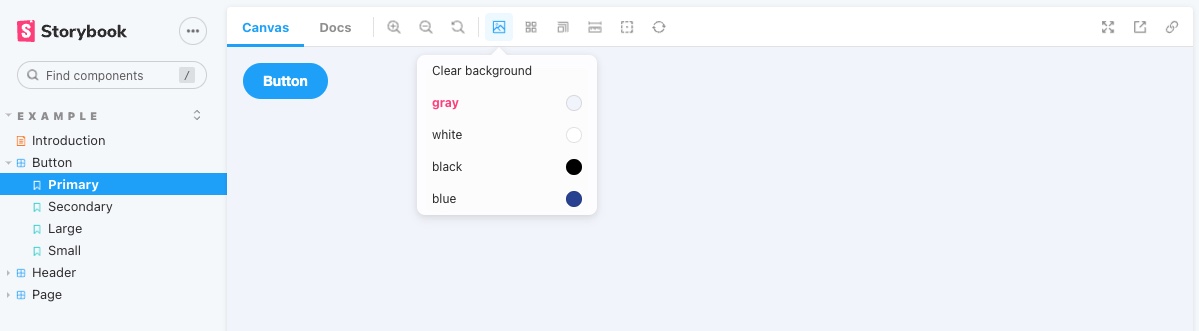 Storybook
Find components
/
EXAMPLE
Introduction
Button
Primary
Secondary
Large
Small
Header
Page
Canvas Docs
Button
Clear background
gray
white
black
blue